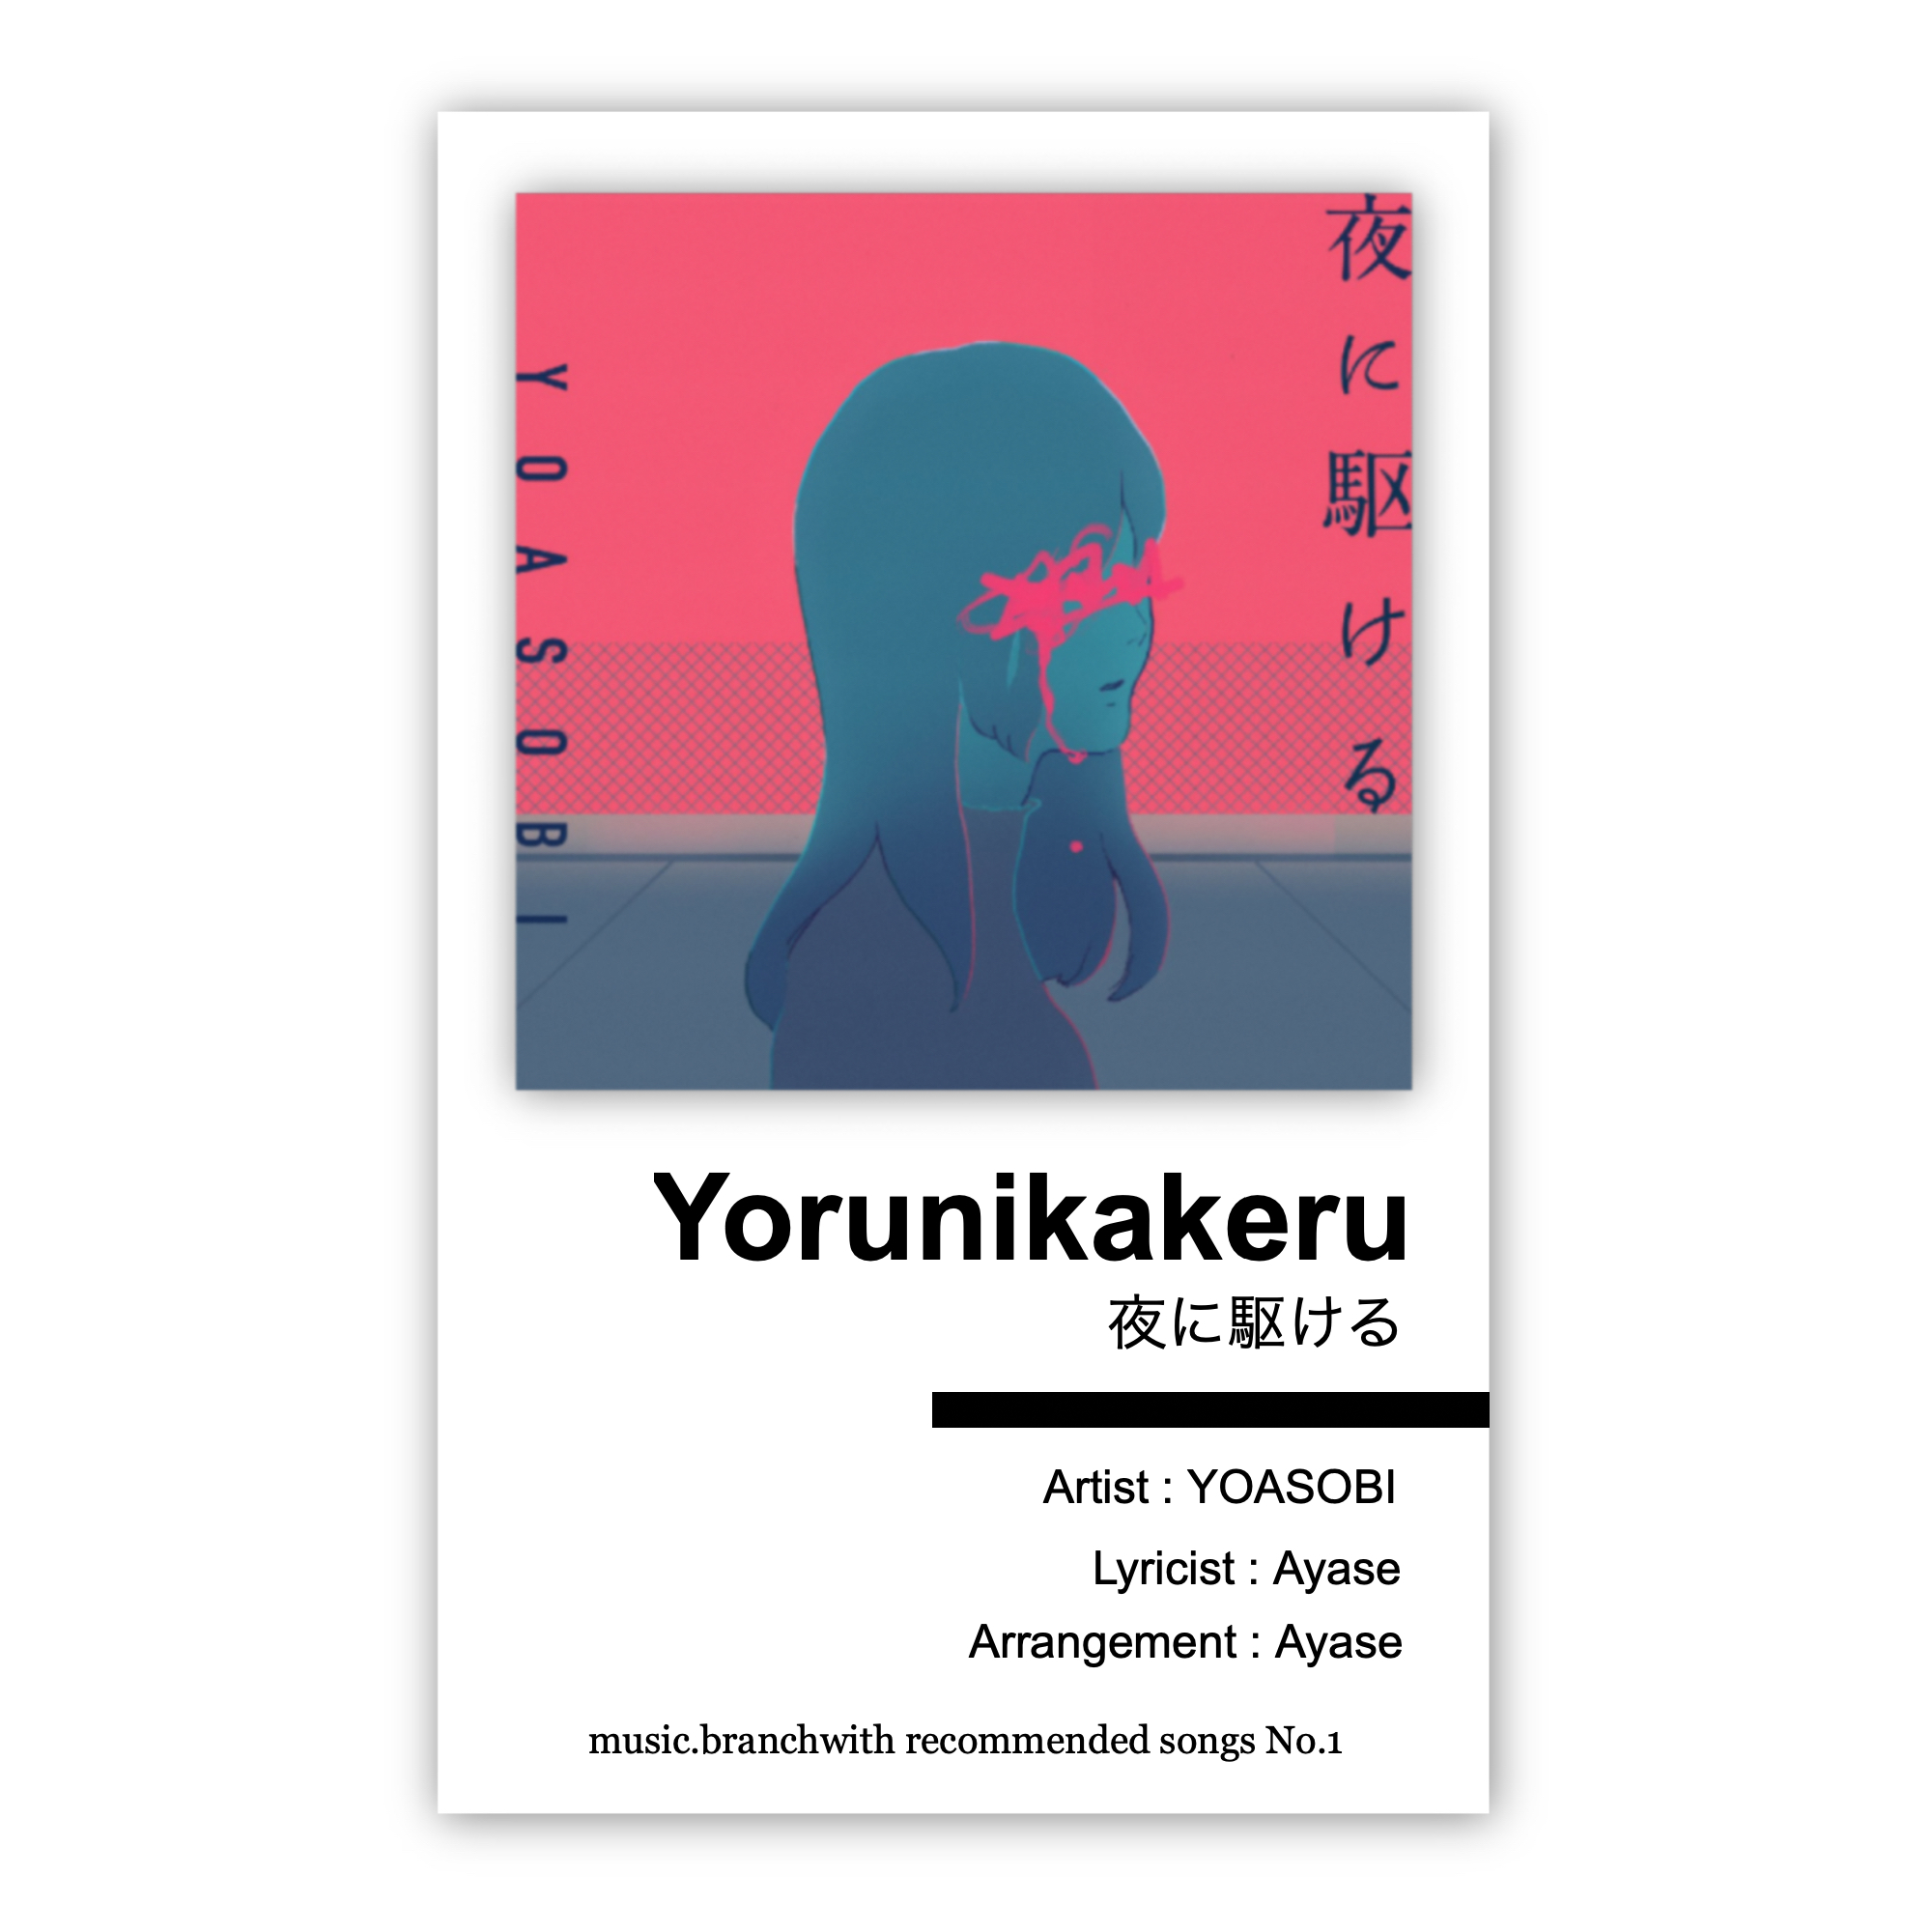 夜に駆ける
YOASOBI
Yorunikakeru
夜に駆ける
Artist : YOASOBI
Lyricist : Ayase
Arrangement : Ayase
music.branchwith recommended songs No.1